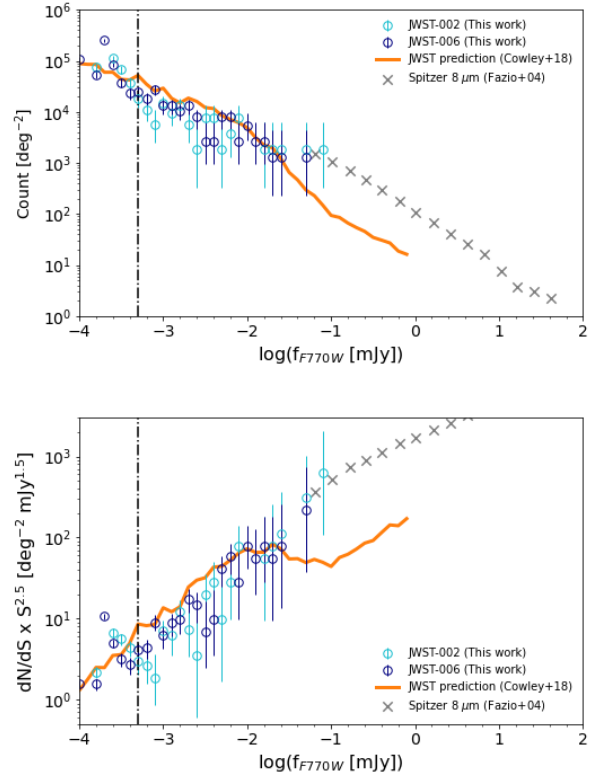 10^6
JWST-002 (This work)
JWST-006 (This work)
JWST prediction (Cowley+18)
Spitzer 8 μm (Fazio+04)
10^5
10^4
10^3
10^2
10^1
10^0
Count [deg^-2]
−4 −3 −2 −1 0 1 2
log(f_F770W [mJy])
10^3
10^2
10^1
10^0
dN/dS x S^2.5 [deg^-2 mJy^1.5]
JWST-002 (This work)
JWST-006 (This work)
JWST prediction (Cowley+18)
Spitzer 8 μm (Fazio+04)
−4 −3 −2 −1 0 1 2
log(f_F770W [mJy])